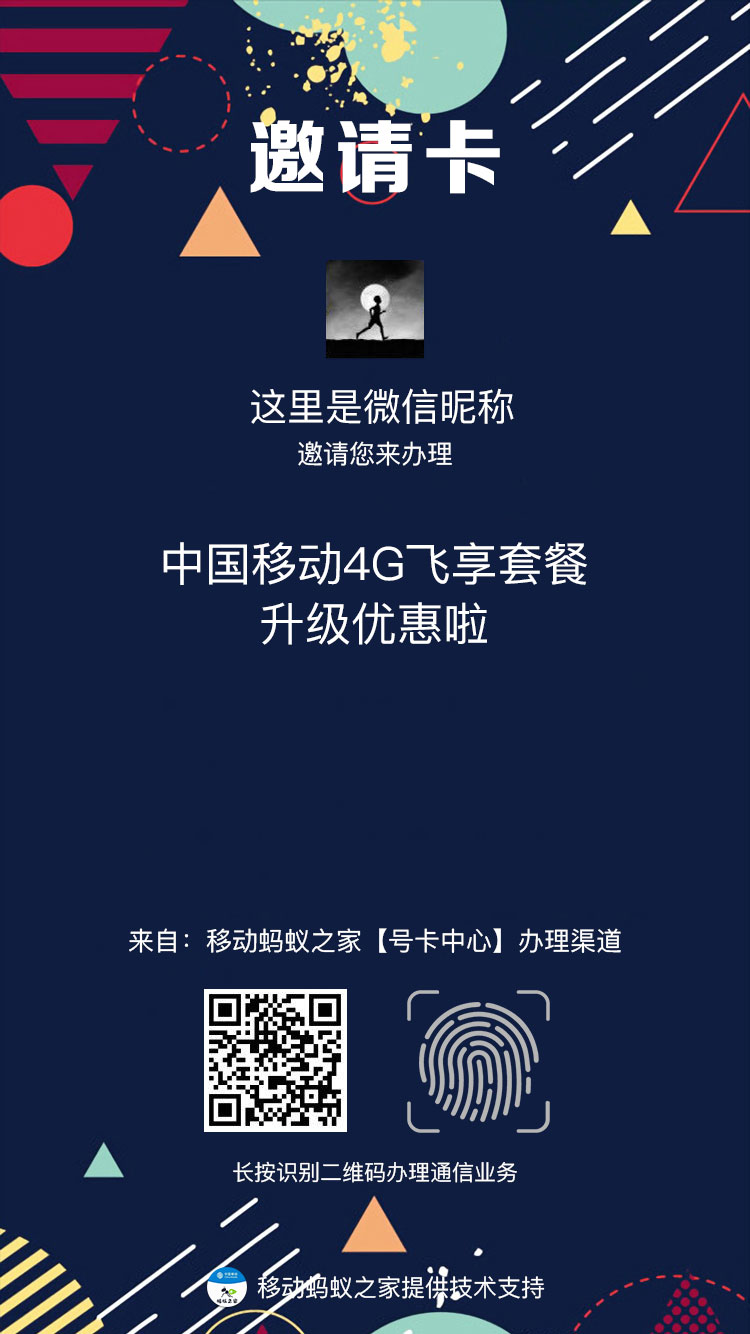 邀请卡
这里是微信昵称
邀请您来办理
中国移动4G飞享套餐
升级优惠啦
来自：移动蚂蚁之家【号卡中心】办理渠道
长按识别二维码办理通信业务
移动蚂蚁之家提供技术支持